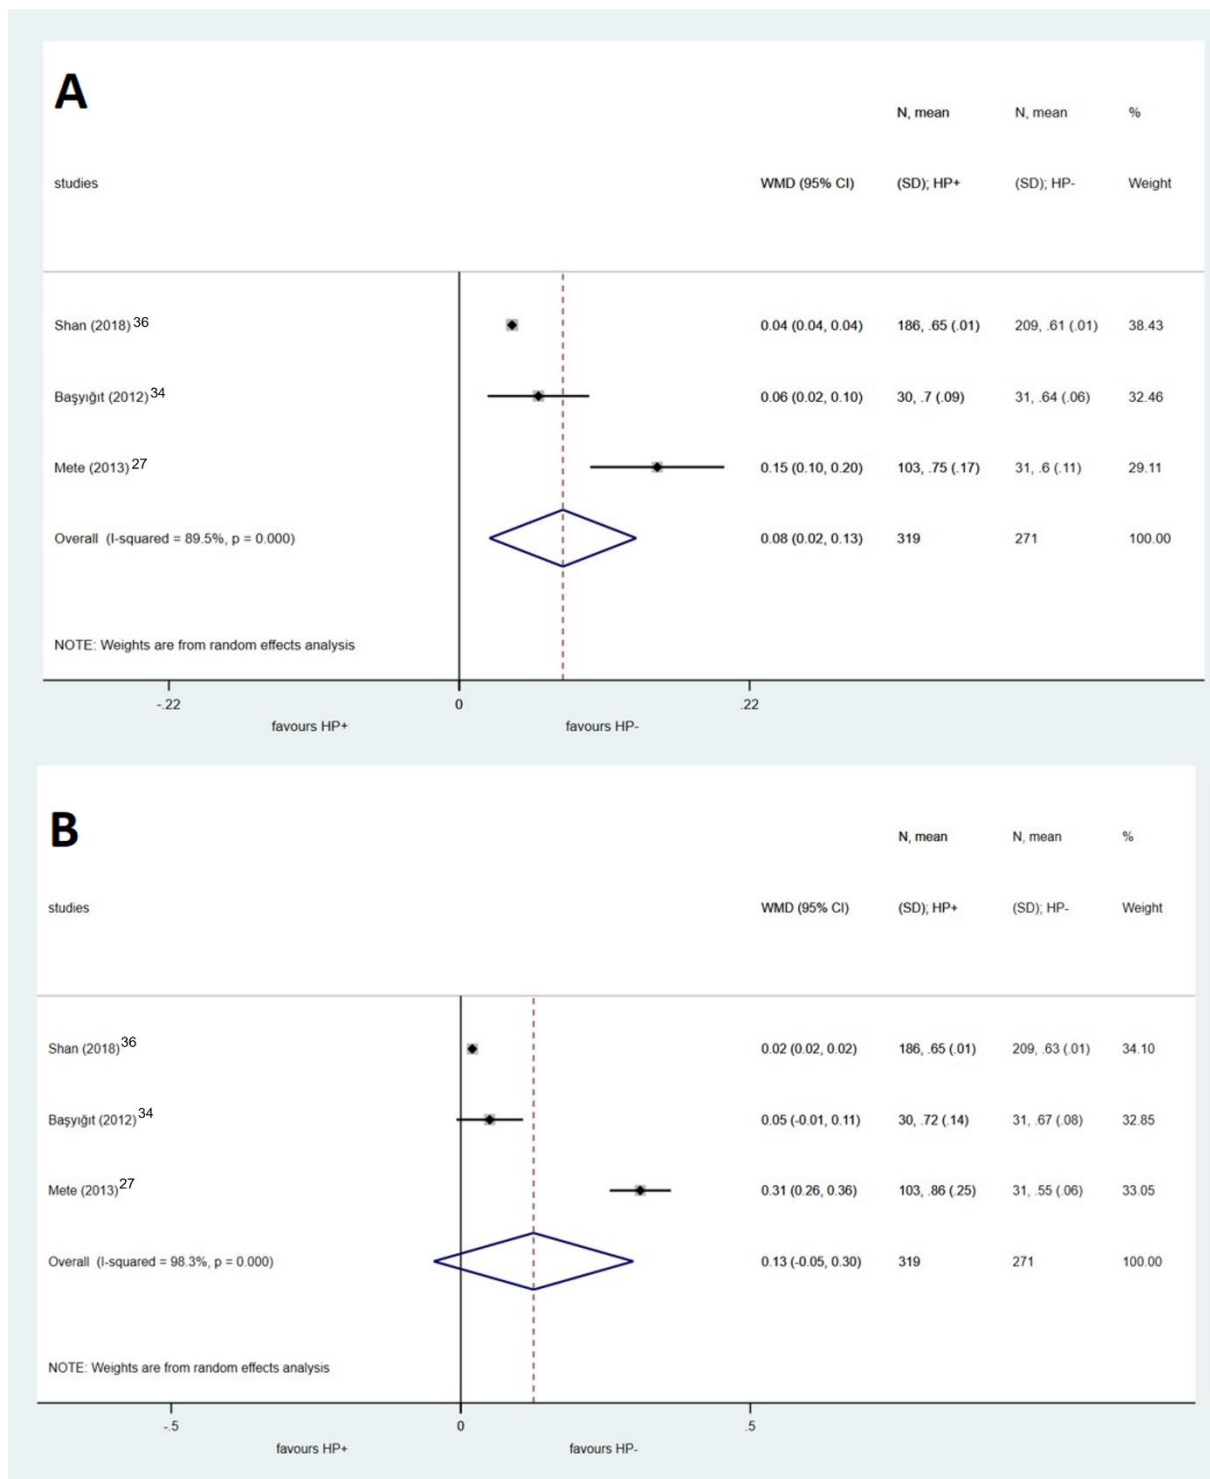 A
N, mean N, mean %
studies WMD (95% CI) (SD); HP+ (SD); HP- Weight
Shan (2018) 36 0.04 (0.04, 0.04) 186, .65 (.01) 209, .61 (.01) 38.43
Başyığıt (2012) 34 0.06 (0.02, 0.10) 30, .7 (.09) 31, .64 (.06) 32.46
Mete (2013) 27 0.15 (0.10, 0.20) 103, .75 (.17) 31, .6 (.11) 29.11
Overall (I-squared = 89.5%, p = 0.000) 0.08 (0.02, 0.13) 319 271 100.00
NOTE: Weights are from random effects analysis
-.22 0 .22
favours HP+ favours HP-
B
N, mean N, mean %
studies WMD (95% CI) (SD); HP+ (SD); HP- Weight
Shan (2018) 36 0.02 (0.02, 0.02) 186, .65 (.01) 209, .63 (.01) 34.10
Başyığıt (2012) 34 0.05 (-0.01, 0.11) 30, .72 (.14) 31, .67 (.08) 32.85
Mete (2013) 27 0.31 (0.26, 0.36) 103, .86 (.25) 31, .55 (.06) 33.05
Overall (I-squared = 98.3%, p = 0.000) 0.13 (-0.05, 0.30) 319 271 100.00
NOTE: Weights are from random effects analysis
-.5 0 .5
favours HP+ favours HP-